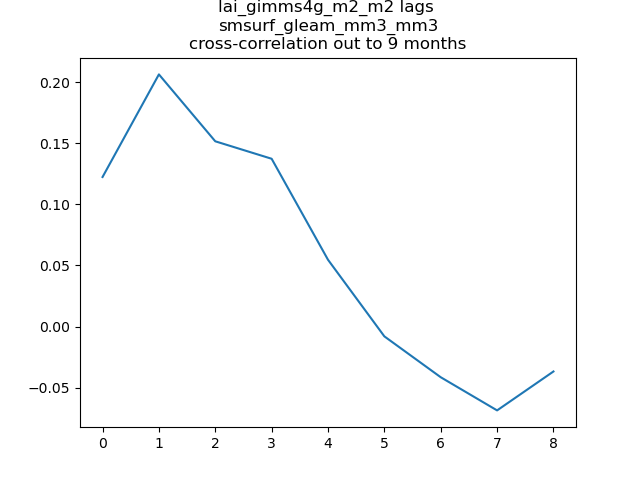 lai_gimms4g_m2_m2 lags
smsurf_gleam_mm3_mm3
cross-correlation out to 9 months
0.20
0.15
0.10
0.05
0.00
−0.05
0 1 2 3 4 5 6 7 8